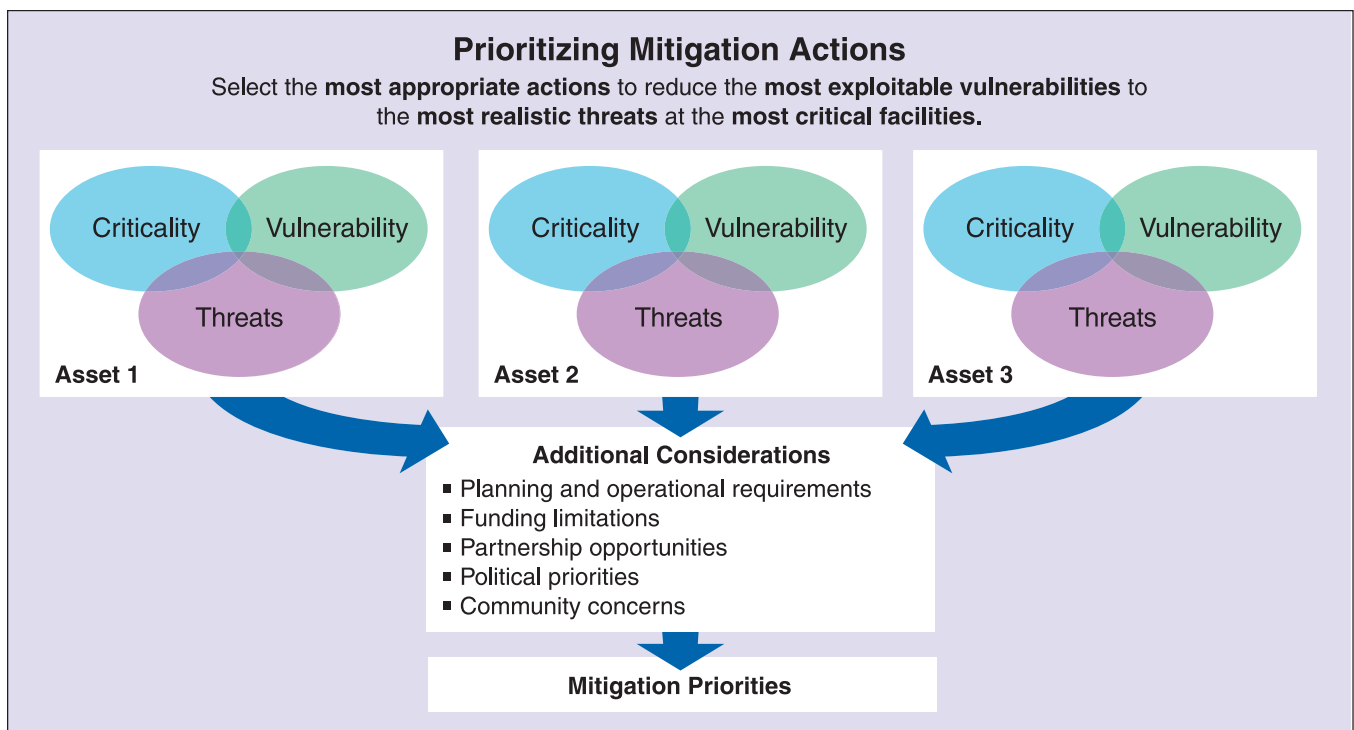 Prioritizing Mitigation Actions
Select the most appropriate actions to reduce the most exploitable vulnerabilities to
the most realistic threats at the most critical facilities.
Criticality
Vulnerability
Threats
Asset 1
Criticality
Vulnerability
Threats
Asset 2
Criticality
Vulnerability
Threats
Asset 3
Additional Considerations
▪ Planning and operational requirements
▪ Funding limitations
▪ Partnership opportunities
▪ Political priorities
▪ Community concerns
Mitigation Priorities